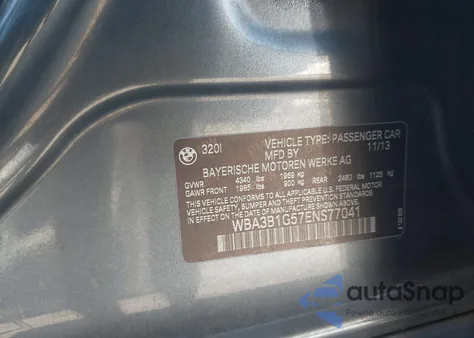 320i VEHICLE TYPE: PASSENGER CAR
MFD BY 11/13
BAYERISCHE MOTOREN WERKE AG
GVWR 4340 lbs 1969 kg
GAWR FRONT 1985 lbs 900 kg REAR 2480 lbs 1125 kg
THIS VEHICLE CONFORMS TO ALL APPLICABLE U.S. FEDERAL MOTOR
VEHICLE SAFETY, BUMPER, AND THEFT PREVENTION STANDARDS
IN EFFECT ON THE DATE OF MANUFACTURE SHOWN ABOVE.
WBA3B1G57ENS77041
autoSnap
Pewne auto z